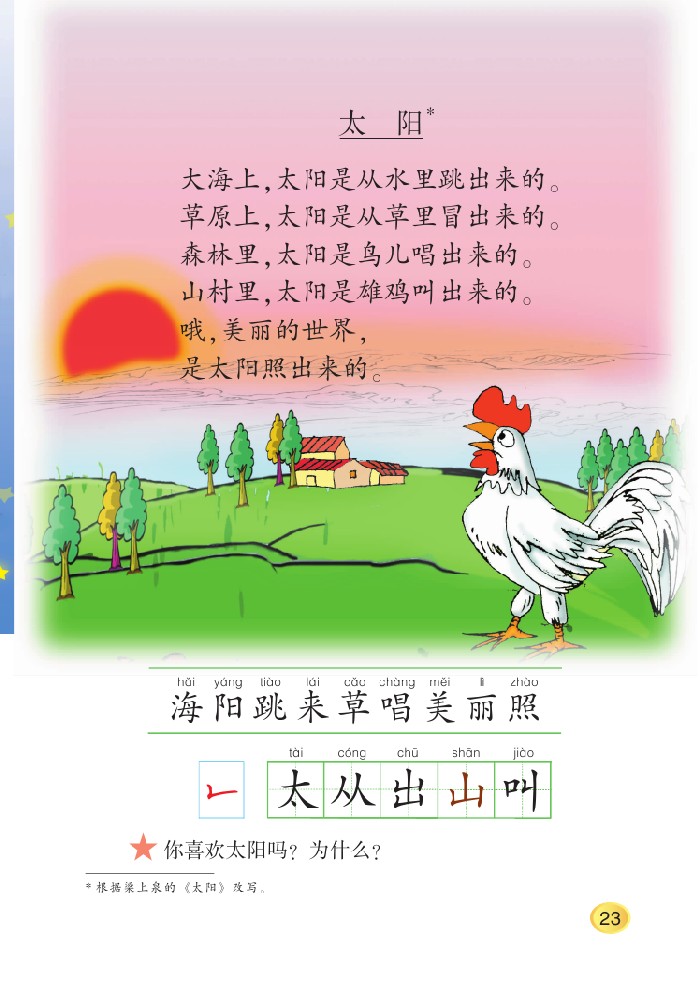 太 阳*
大海上，太阳是从水里跳出来的。
草原上，太阳是从草里冒出来的。
森林里，太阳是鸟儿唱出来的。
山村里，太阳是雄鸡叫出来的。
哦，美丽的世界，
是太阳照出来的。
hǎi yáng tiào lái cǎo chàng měi lì zhào
海 阳 跳 来 草 唱 美 丽 照
tài cóng chū shān jiào
太 从 出 山 叫
你喜欢太阳吗？为什么？
* 根据梁上泉的《太阳》改写。
23